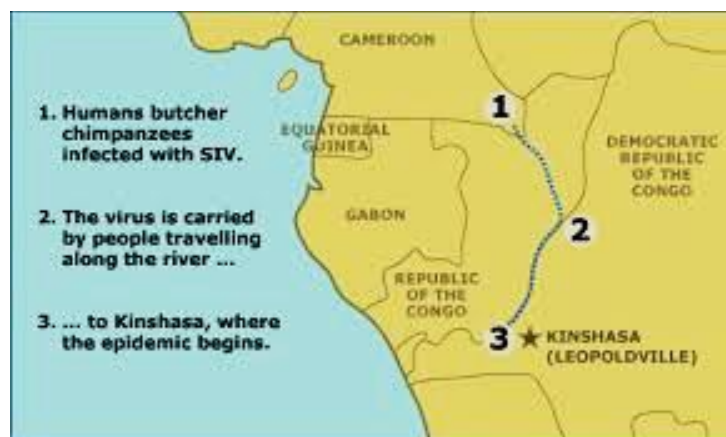 CAMEROON
1. Humans butcher
chimpanzees
infected with SIV.
1
EQUATORIAL
GUINEA
DEMOCRATIC
REPUBLIC
OF THE
CONGO
2. The virus is carried
by people travelling
along the river ...
GABON
2
REPUBLIC
OF THE
CONGO
3. ... to Kinshasa, where
the epidemic begins.
3
KINSHASA
(LEOPOLDVILLE)